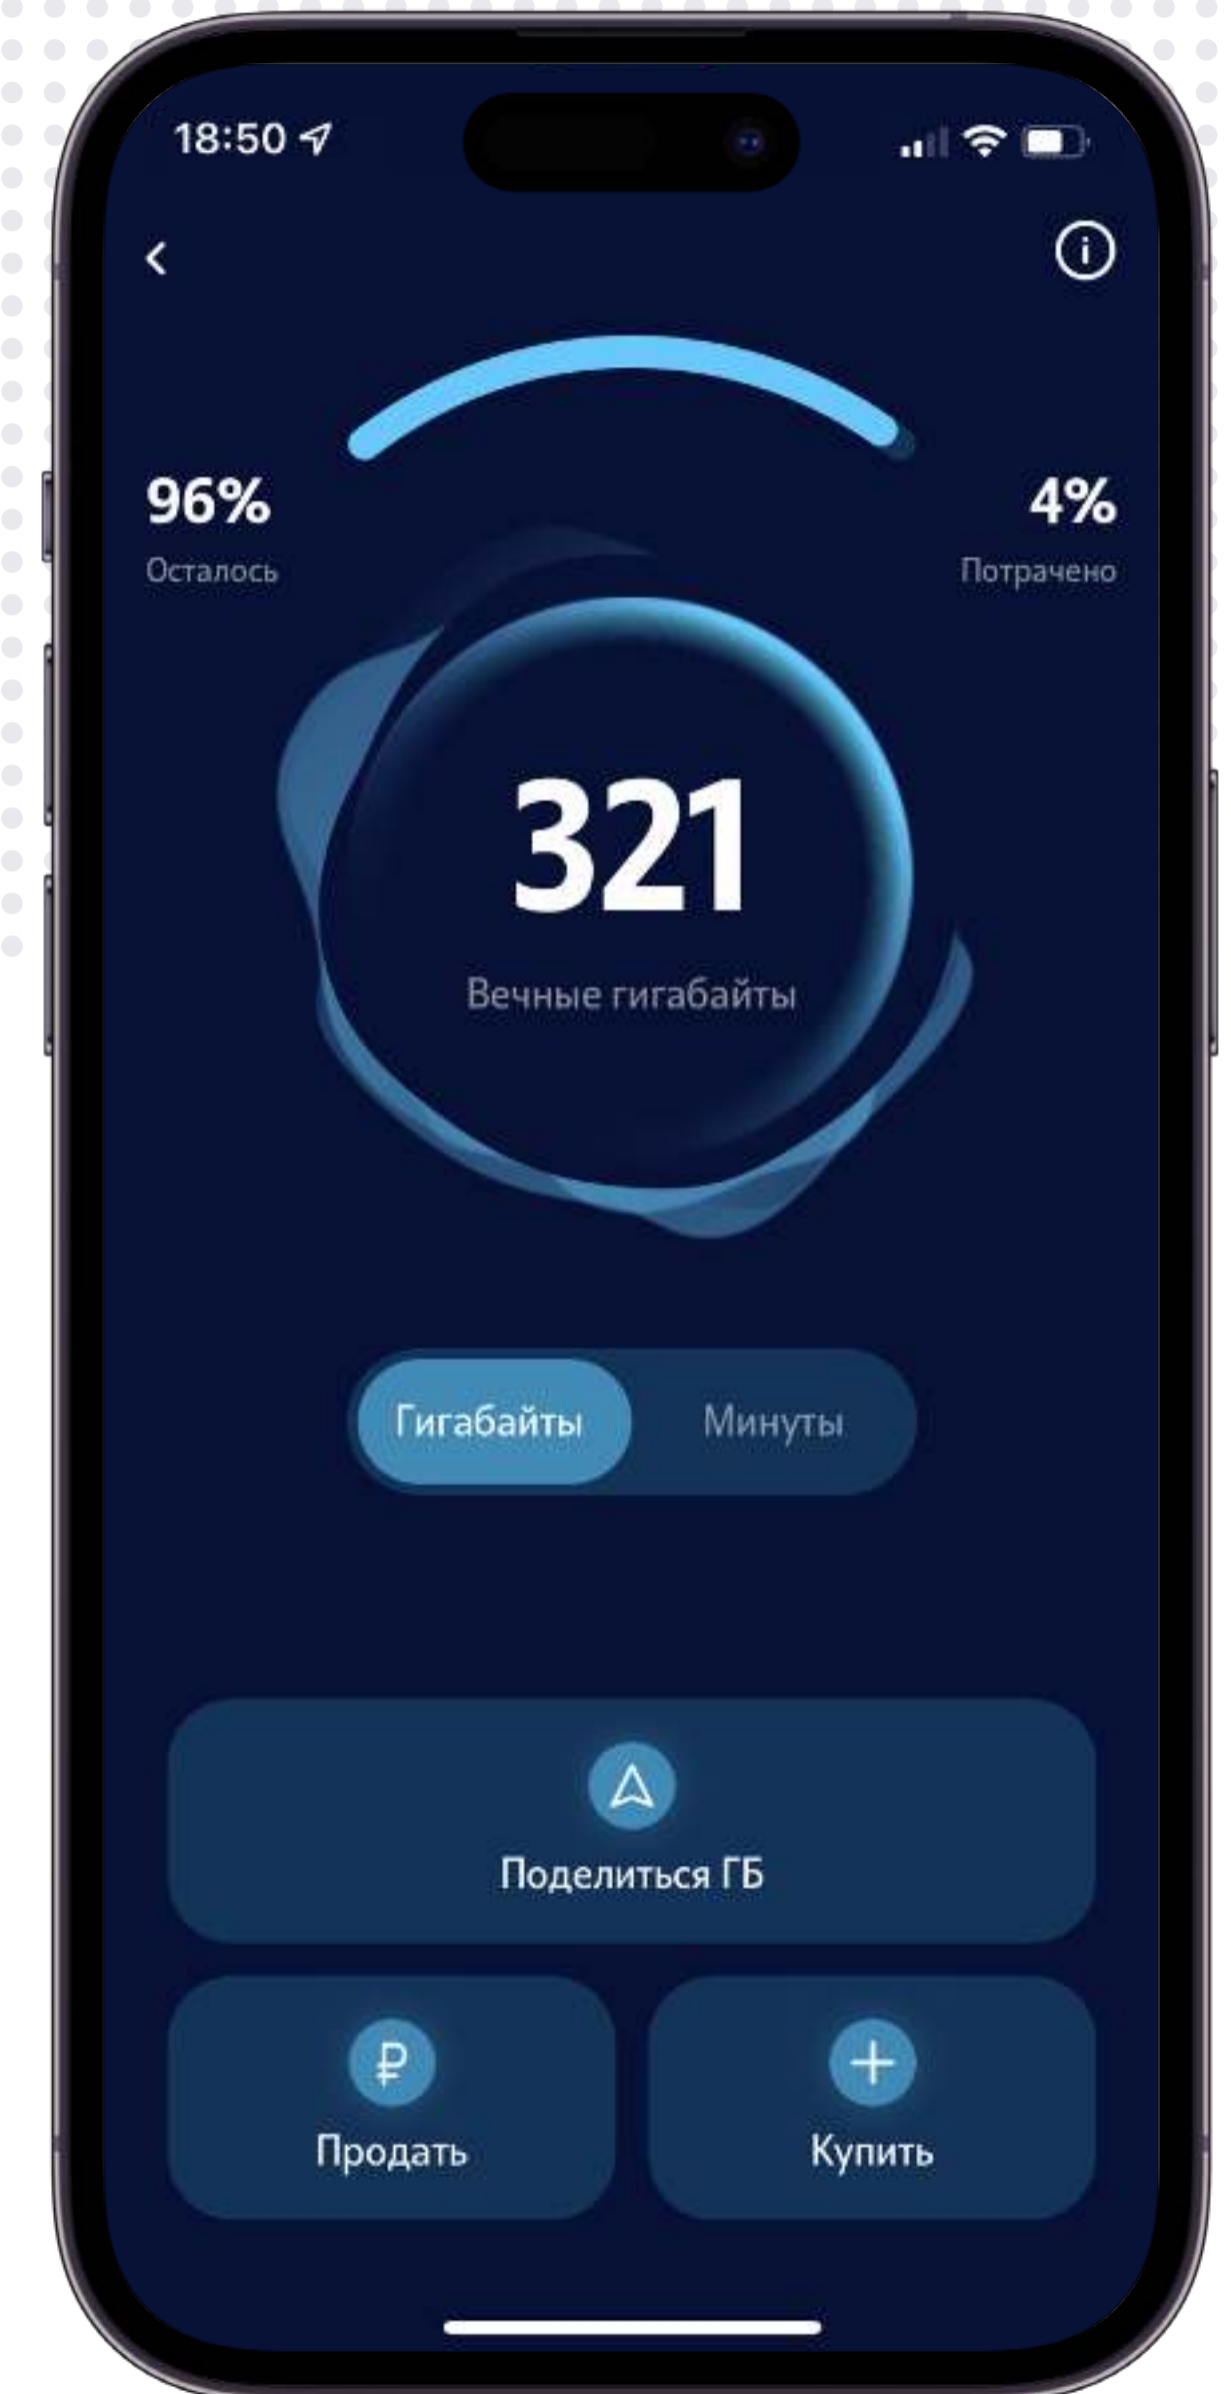 18:50
96%
4%
Осталось
Потрачено
321
Вечные гигабайты
Гигабайты
Минуты
Поделиться ГБ
Продать
Купить